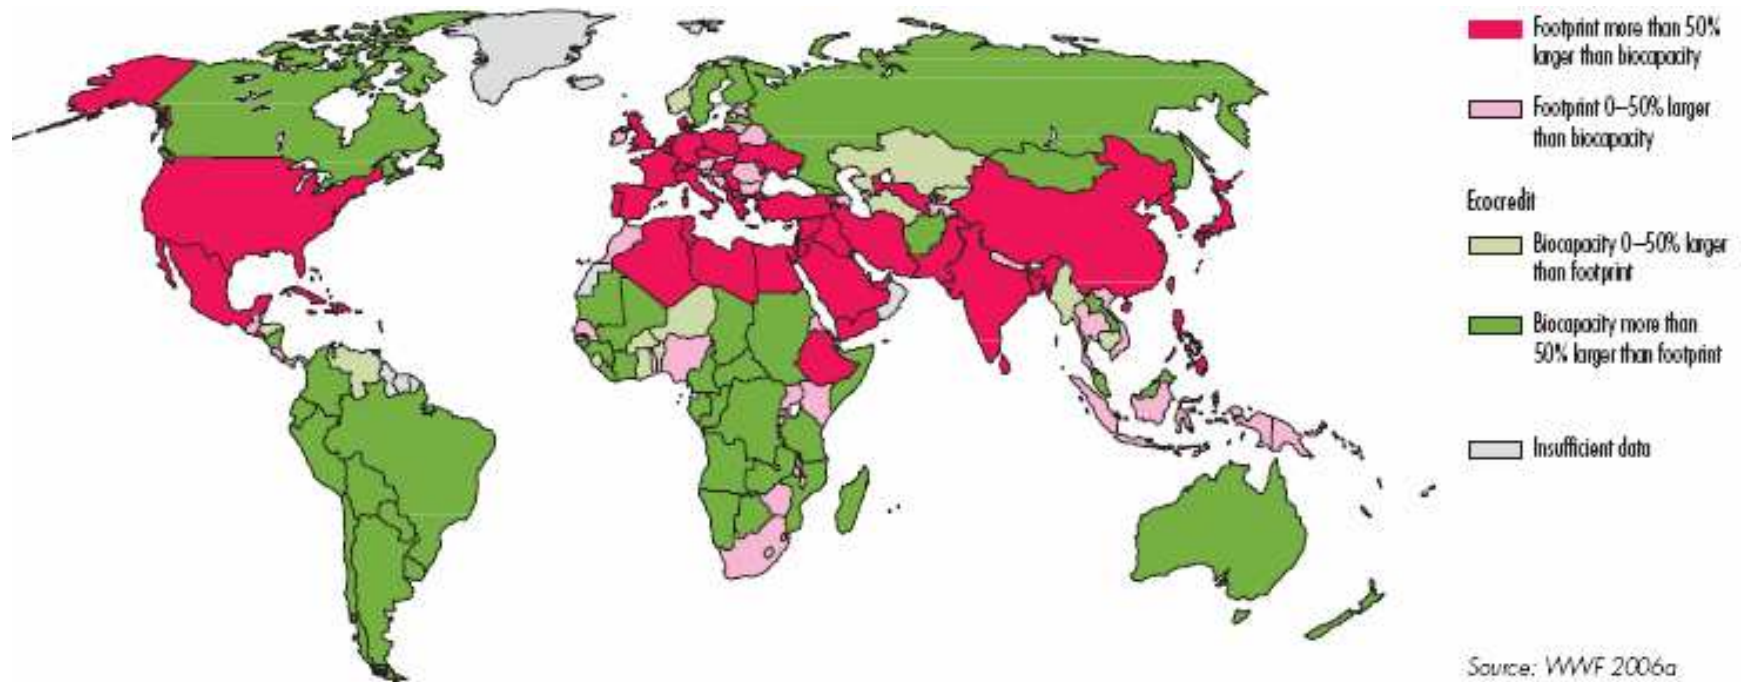 Footprint more than 50%
larger than biocapacity
Footprint 0–50% larger
than biocapacity
Ecocredit
Biocapacity 0–50% larger
than footprint
Biocapacity more than
50% larger than footprint
Insufficient data
Source: WWF 2006a